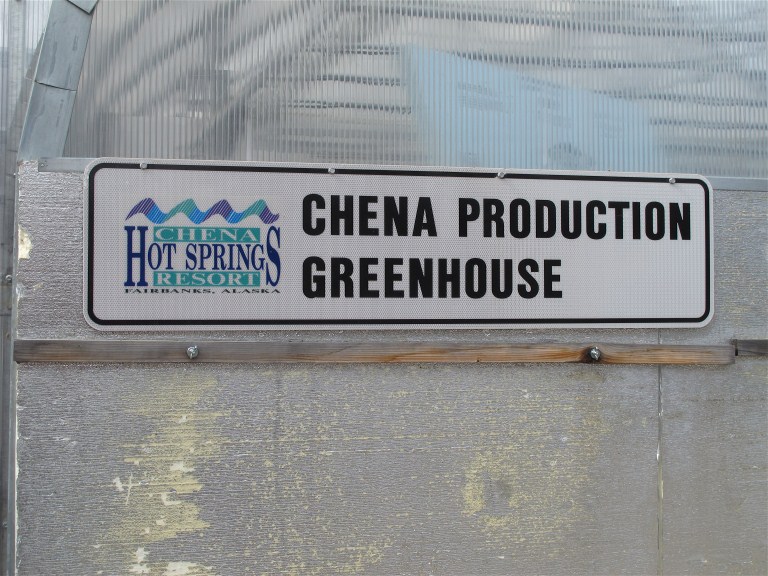 CHENA
HOT SPRINGS
RESORT
FAIRBANKS, ALASKA
CHENA PRODUCTION
GREENHOUSE